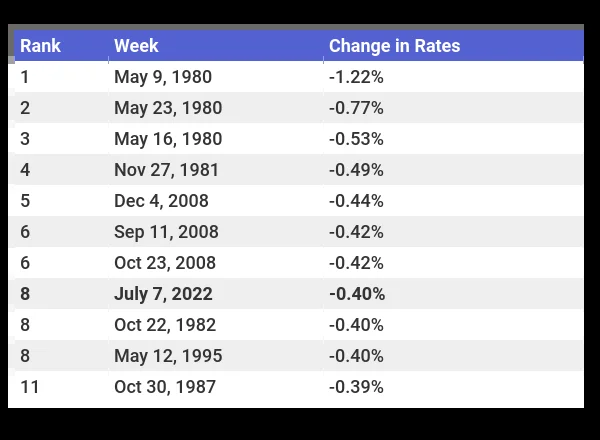 Rank Week Change in Rates
1 May 9, 1980 -1.22%
2 May 23, 1980 -0.77%
3 May 16, 1980 -0.53%
4 Nov 27, 1981 -0.49%
5 Dec 4, 2008 -0.44%
6 Sep 11, 2008 -0.42%
6 Oct 23, 2008 -0.42%
8 July 7, 2022 -0.40%
8 Oct 22, 1982 -0.40%
8 May 12, 1995 -0.40%
11 Oct 30, 1987 -0.39%